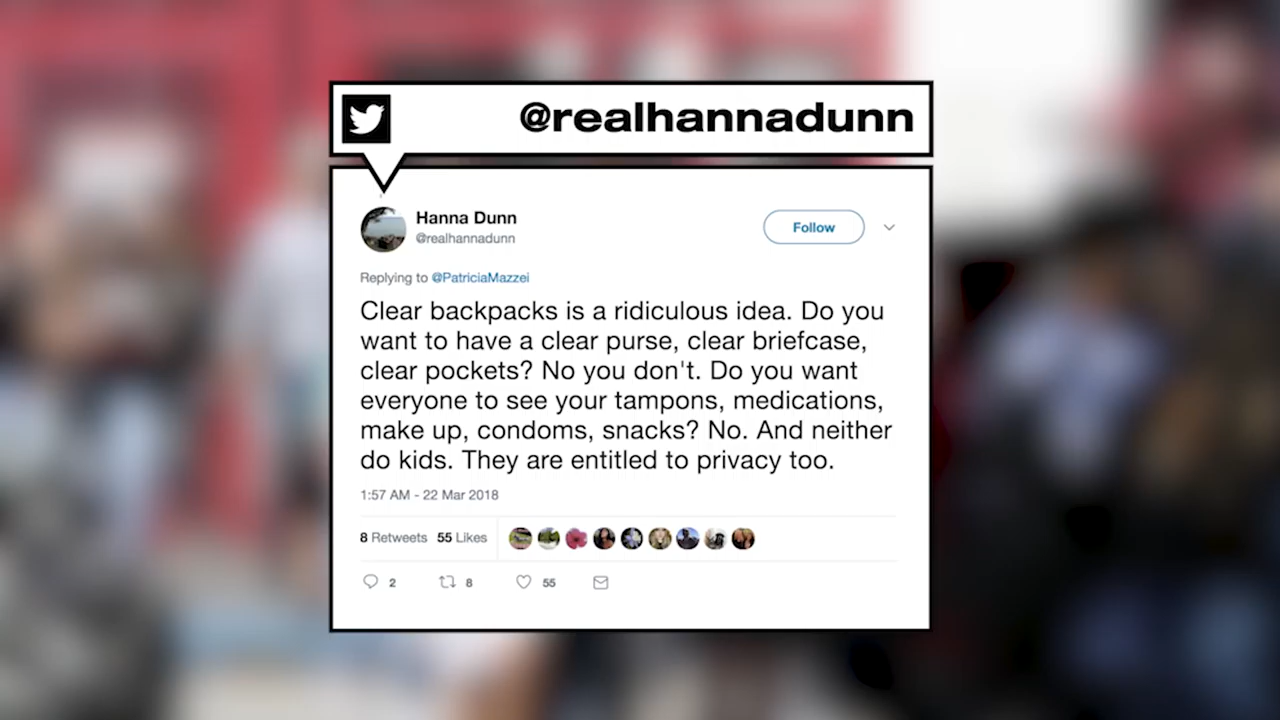 @realhannadunn
Hanna Dunn
@realhannadunn
Follow
Replying to @PatriciaMazzei
Clear backpacks is a ridiculous idea. Do you
want to have a clear purse, clear briefcase,
clear pockets? No you don't. Do you want
everyone to see your tampons, medications,
make up, condoms, snacks? No. And neither
do kids. They are entitled to privacy too.
1:57 AM - 22 Mar 2018
8 Retweets 55 Likes
2 8 55